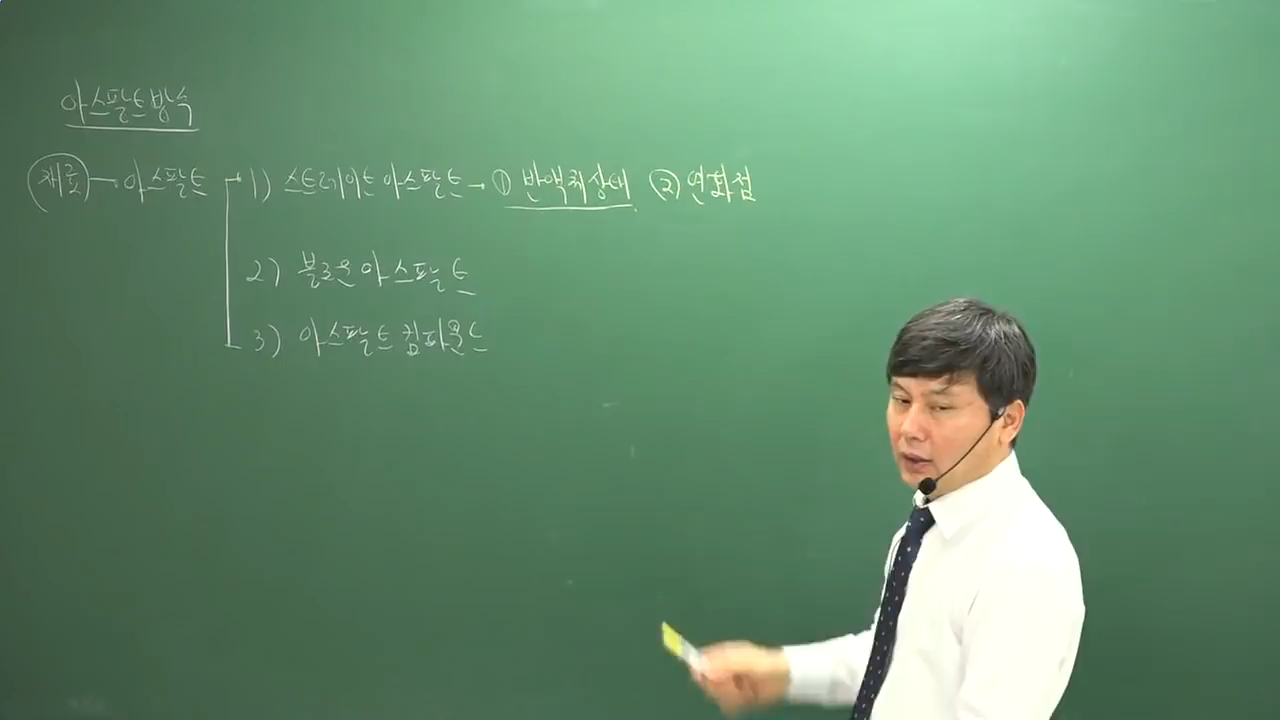 아스팔트방수
재료 → 아스팔트 1) 스트레이트 아스팔트 → ① 반액체상태 ② 연화점
2) 블로운 아스팔트
3) 아스팔트 컴파운드